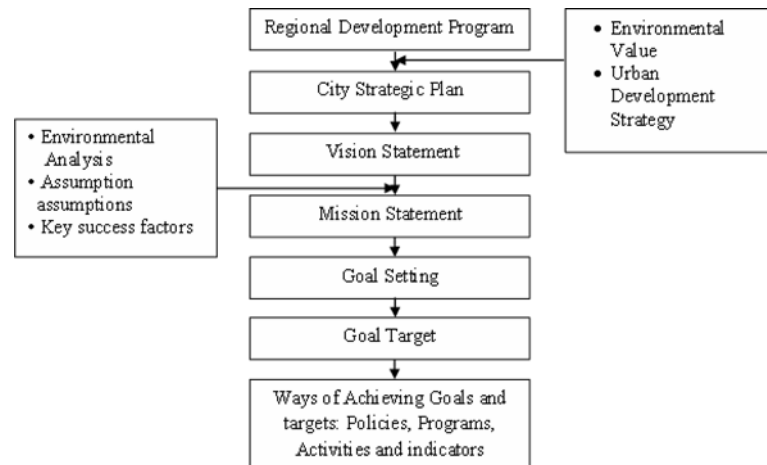 Regional Development Program
• Environmental
Value
• Urban
Development
Strategy
City Strategic Plan
• Environmental
Analysis
• Assumption
assumptions
• Key success factors
Vision Statement
Mission Statement
Goal Setting
Goal Target
Ways of Achieving Goals and
targets: Policies, Programs,
Activities and indicators